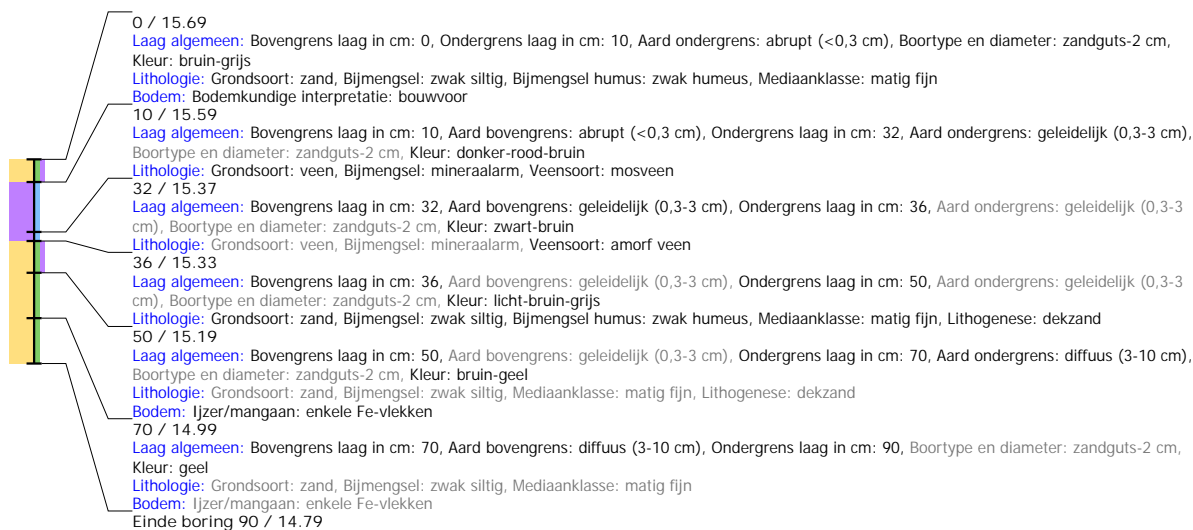 0 / 15.69
Laag algemeen: Bovengrens laag in cm: 0, Ondergrens laag in cm: 10, Aard ondergrens: abrupt (<0,3 cm), Boortype en diameter: zandguts-2 cm,
Kleur: bruin-grijs
Lithologie: Grondsoort: zand, Bijmengsel: zwak siltig, Bijmengsel humus: zwak humeus, Mediaanklasse: matig fijn
Bodem: Bodemkundige interpretatie: bouwvoor
10 / 15.59
Laag algemeen: Bovengrens laag in cm: 10, Aard bovengrens: abrupt (<0,3 cm), Ondergrens laag in cm: 32, Aard ondergrens: geleidelijk (0,3-3 cm),
Boortype en diameter: zandguts-2 cm, Kleur: donker-rood-bruin
Lithologie: Grondsoort: veen, Bijmengsel: mineraalarm, Veensoort: mosveen
32 / 15.37
Laag algemeen: Bovengrens laag in cm: 32, Aard bovengrens: geleidelijk (0,3-3 cm), Ondergrens laag in cm: 36, Aard ondergrens: geleidelijk (0,3-3
cm), Boortype en diameter: zandguts-2 cm, Kleur: zwart-bruin
Lithologie: Grondsoort: veen, Bijmengsel: mineraalarm, Veensoort: amorf veen
36 / 15.33
Laag algemeen: Bovengrens laag in cm: 36, Aard bovengrens: geleidelijk (0,3-3 cm), Ondergrens laag in cm: 50, Aard ondergrens: geleidelijk (0,3-3
cm), Boortype en diameter: zandguts-2 cm, Kleur: licht-bruin-grijs
Lithologie: Grondsoort: zand, Bijmengsel: zwak siltig, Bijmengsel humus: zwak humeus, Mediaanklasse: matig fijn, Lithogenese: dekzand
50 / 15.19
Laag algemeen: Bovengrens laag in cm: 50, Aard bovengrens: geleidelijk (0,3-3 cm), Ondergrens laag in cm: 70, Aard ondergrens: diffuus (3-10 cm),
Boortype en diameter: zandguts-2 cm, Kleur: bruin-geel
Lithologie: Grondsoort: zand, Bijmengsel: zwak siltig, Mediaanklasse: matig fijn, Lithogenese: dekzand
Bodem: Ijzer/mangaan: enkele Fe-vlekken
70 / 14.99
Laag algemeen: Bovengrens laag in cm: 70, Aard bovengrens: diffuus (3-10 cm), Ondergrens laag in cm: 90, Boortype en diameter: zandguts-2 cm,
Kleur: geel
Lithologie: Grondsoort: zand, Bijmengsel: zwak siltig, Mediaanklasse: matig fijn
Bodem: Ijzer/mangaan: enkele Fe-vlekken
Einde boring 90 / 14.79